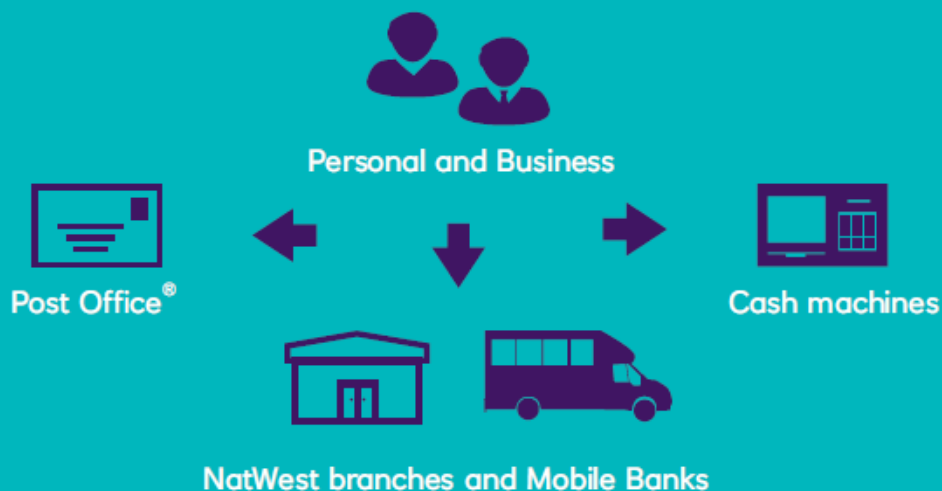 Personal and Business
Post Office®
Cash machines
NatWest branches and Mobile Banks